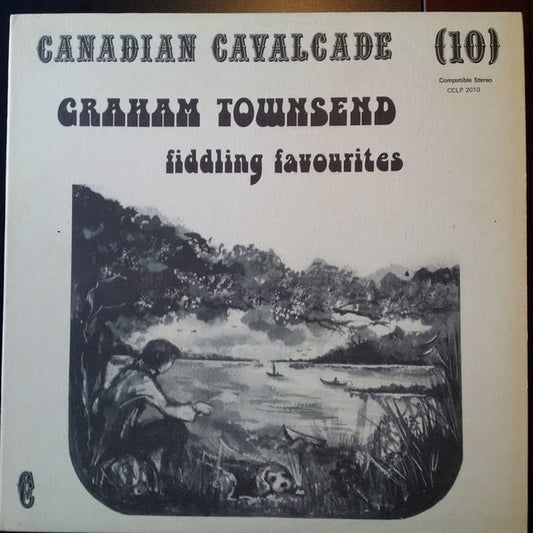 CANADIAN CAVALCADE (10)
Compatible Stereo
CCLP 2010
GRAHAM TOWNSEND
fiddling favourites
C